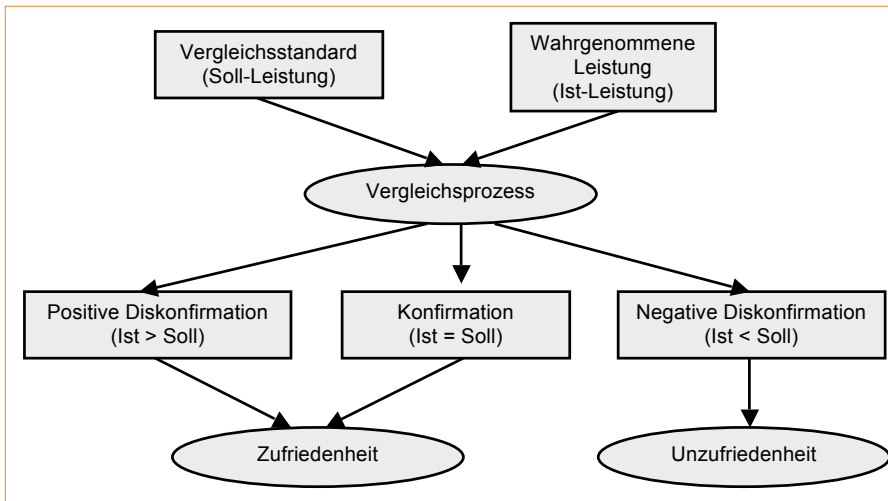 Vergleichsstandard
(Soll-Leistung)
Wahrgenommene
Leistung
(Ist-Leistung)
Vergleichsprozess
Positive Diskonfirmation
(Ist > Soll)
Konfirmation
(Ist = Soll)
Negative Diskonfirmation
(Ist < Soll)
Zufriedenheit
Unzufriedenheit